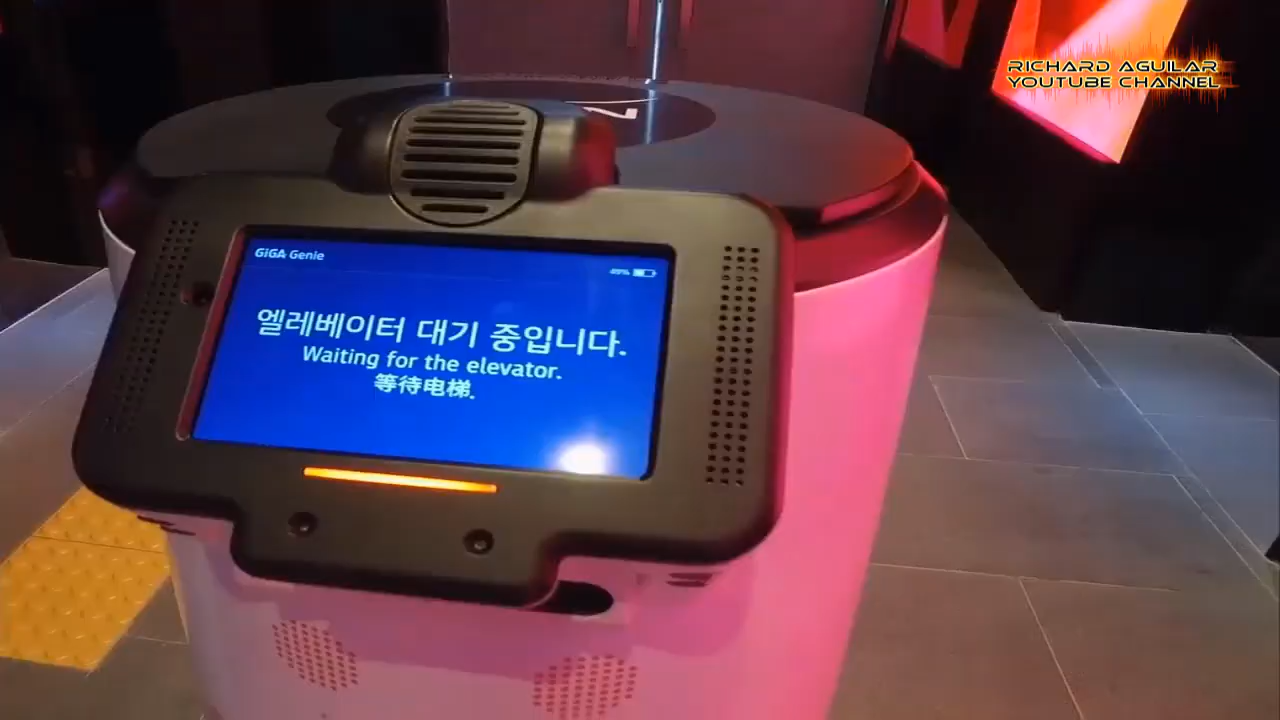 RICHARD AGUILAR
YOUTUBE CHANNEL
N
GiGA Genie
49%
엘레베이터 대기 중입니다.
Waiting for the elevator.
等待电梯.